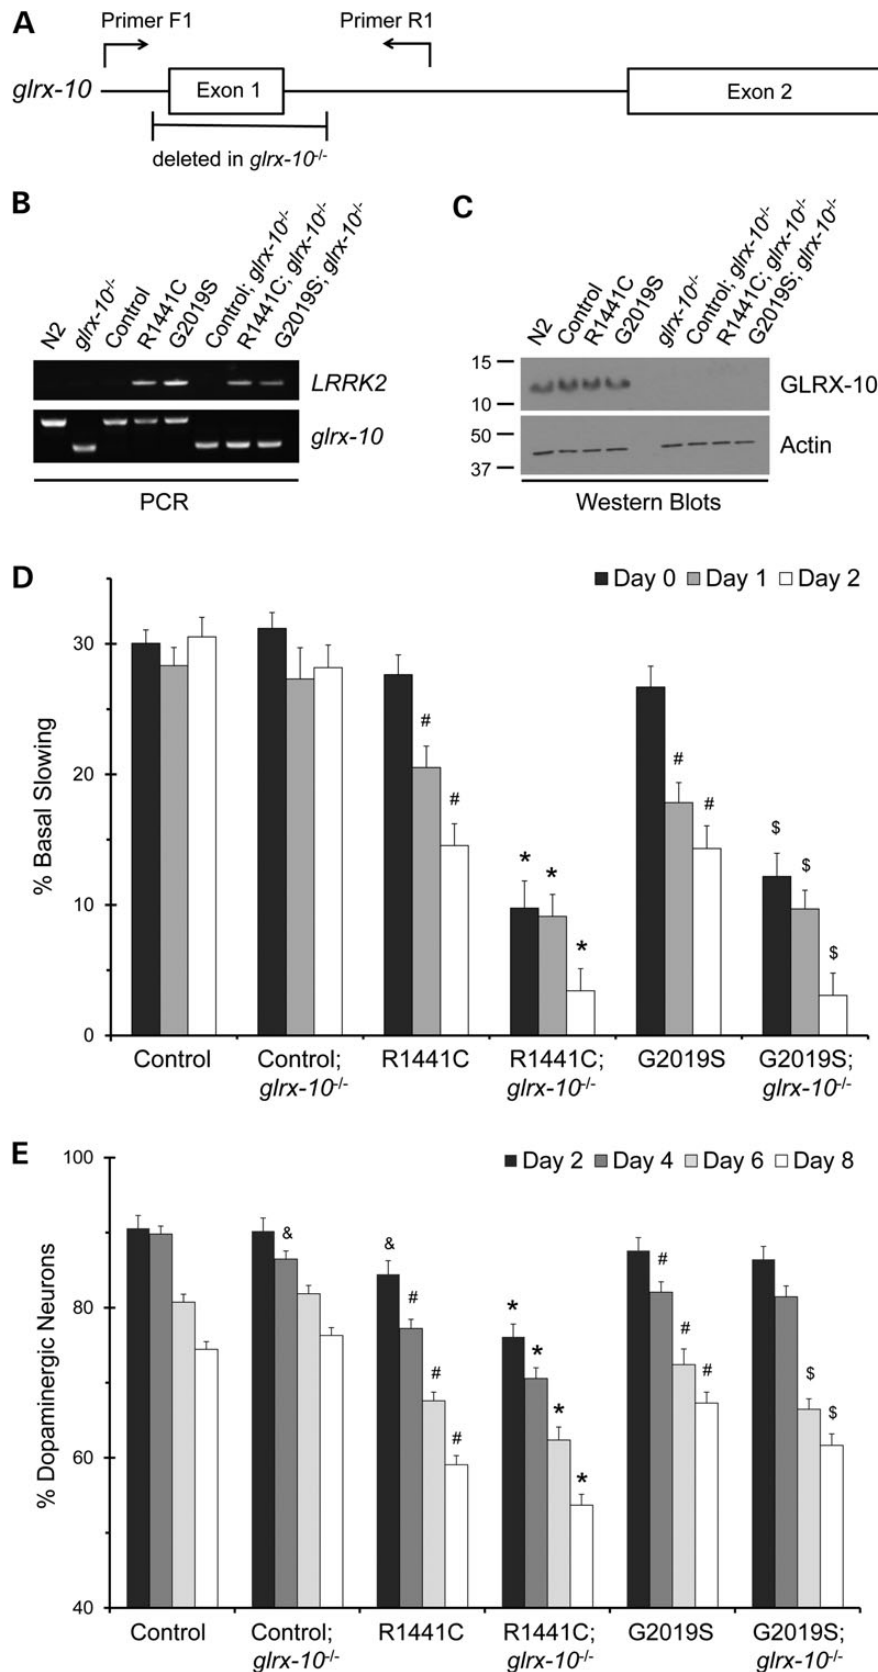 A
Primer F1
Primer R1
glrx-10
Exon 1
Exon 2
deleted in glrx-10-/-
B
N2
glrx-10-/-
Control
R1441C
G2019S
Control; glrx-10-/-
R1441C; glrx-10-/-
G2019S; glrx-10-/-
LRRK2
glrx-10
PCR
C
N2
Control
R1441C
G2019S
glrx-10-/-
Control; glrx-10-/-
R1441C; glrx-10-/-
G2019S; glrx-10-/-
15
10
GLRX-10
50
37
Actin
Western Blots
D
Day 0 Day 1 Day 2
% Basal Slowing
30
20
10
0
# # * * * # # $ $ $
Control
Control;
glrx-10-/-
R1441C
R1441C;
glrx-10-/-
G2019S
G2019S;
glrx-10-/-
E
Day 2 Day 4 Day 6 Day 8
% Dopaminergic Neurons
100
80
60
40
& & # # # * * * * # # # $ $
Control
Control;
glrx-10-/-
R1441C
R1441C;
glrx-10-/-
G2019S
G2019S;
glrx-10-/-